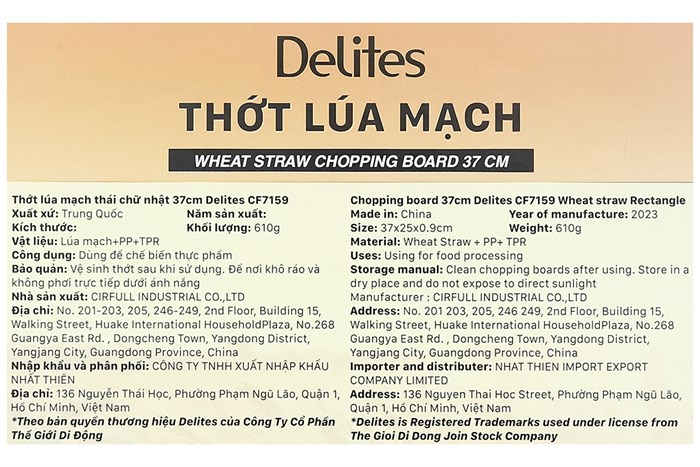 Delites
THỚT LÚA MẠCH
WHEAT STRAW CHOPPING BOARD 37 CM
Thớt lúa mạch thái chữ nhật 37cm Delites CF7159
Xuất xứ: Trung Quốc Năm sản xuất:
Kích thước: Khối lượng: 610g
Vật liệu: Lúa mạch+PP+TPR
Công dụng: Dùng để chế biến thực phẩm
Bảo quản: Vệ sinh thớt sau khi sử dụng. Để nơi khô ráo và
không phơi trực tiếp dưới ánh nắng
Nhà sản xuất: CIRFULL INDUSTRIAL CO.,LTD
Địa chỉ: No. 201-203, 205, 246-249, 2nd Floor, Building 15,
Walking Street, Huake International HouseholdPlaza, No.268
Guangya East Rd. , Dongcheng Town, Yangdong District,
Yangjiang City, Guangdong Province, China
Nhập khẩu và phân phối: CÔNG TY TNHH XUẤT NHẬP KHẨU
NHẤT THIÊN
Địa chỉ: 136 Nguyễn Thái Học, Phường Phạm Ngũ Lão, Quận 1,
Hồ Chí Minh, Việt Nam
*Theo bản quyền thương hiệu Delites của Công Ty Cổ Phần
Thế Giới Di Động
Chopping board 37cm Delites CF7159 Wheat straw Rectangle
Made in: China Year of manufacture: 2023
Size: 37x25x0.9cm Weight: 610g
Material: Wheat Straw + PP+ TPR
Uses: Using for food processing
Storage manual: Clean chopping boards after using. Store in a
dry place and do not expose to direct sunlight
Manufacturer : CIRFULL INDUSTRIAL CO.,LTD
Address: No. 201 203, 205, 246-249, 2nd Floor, Building 15,
Walking Street, Huake International HouseholdPlaza, No.268
Guangya East Rd. , Dongcheng Town, Yangdong District,
Yangjiang City, Guangdong Province, China
Importer and distributer: NHAT THIEN IMPORT EXPORT
COMPANY LIMITED
Address: 136 Nguyen Thai Hoc Street, Phường Phạm Ngũ Lão,
Quận 1, Hồ Chí Minh, Việt Nam
*Delites is Registered Trademarks used under license from
The Gioi Di Dong Join Stock Company